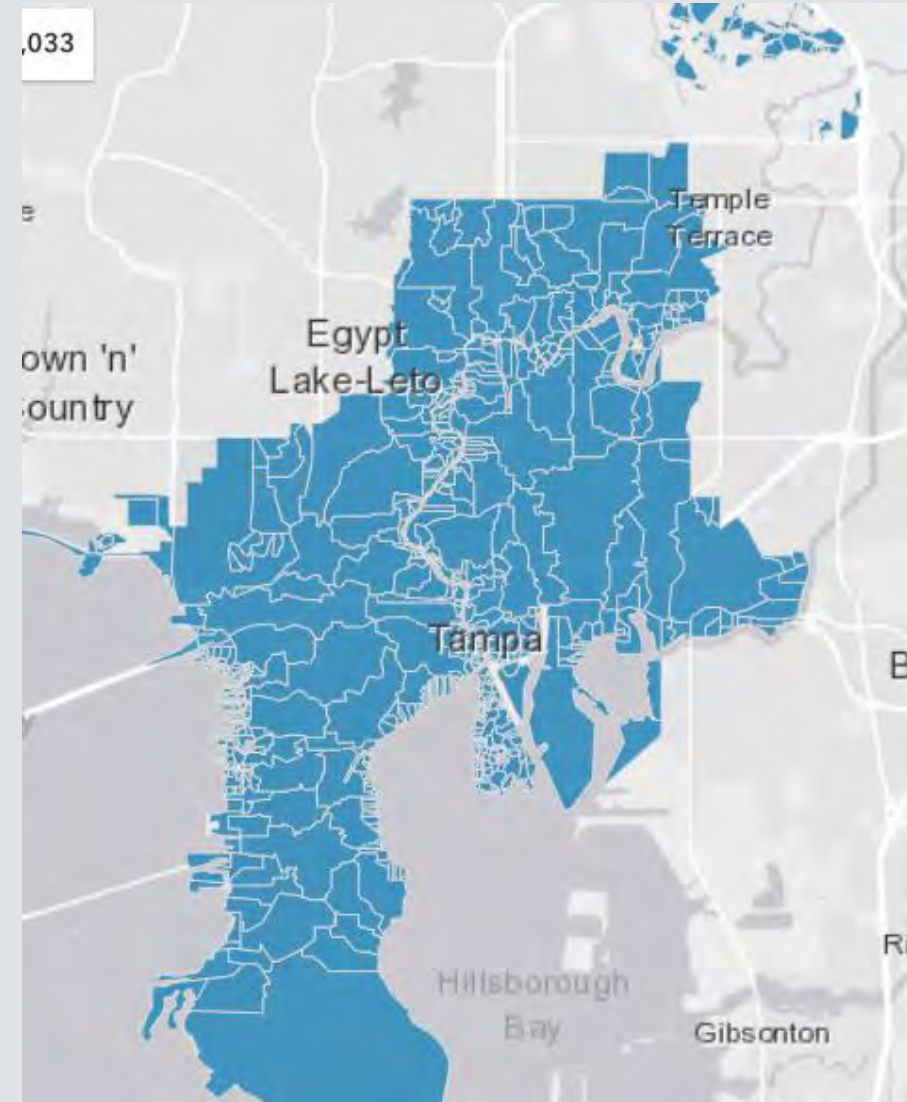 ,033
Temple
Terrace
e
Egypt
Lake-Leto
own 'n'
ountry
Tampa
B
Ri
Hillsborough
Bay
Gibsonton